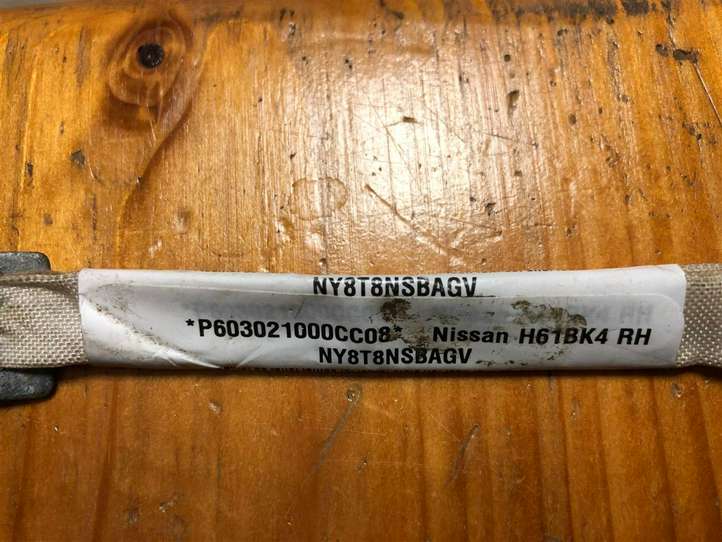 NY8T8NSBAGV
*P603021000CC08* Nissan H61BK4 RH
NY8T8NSBAGV